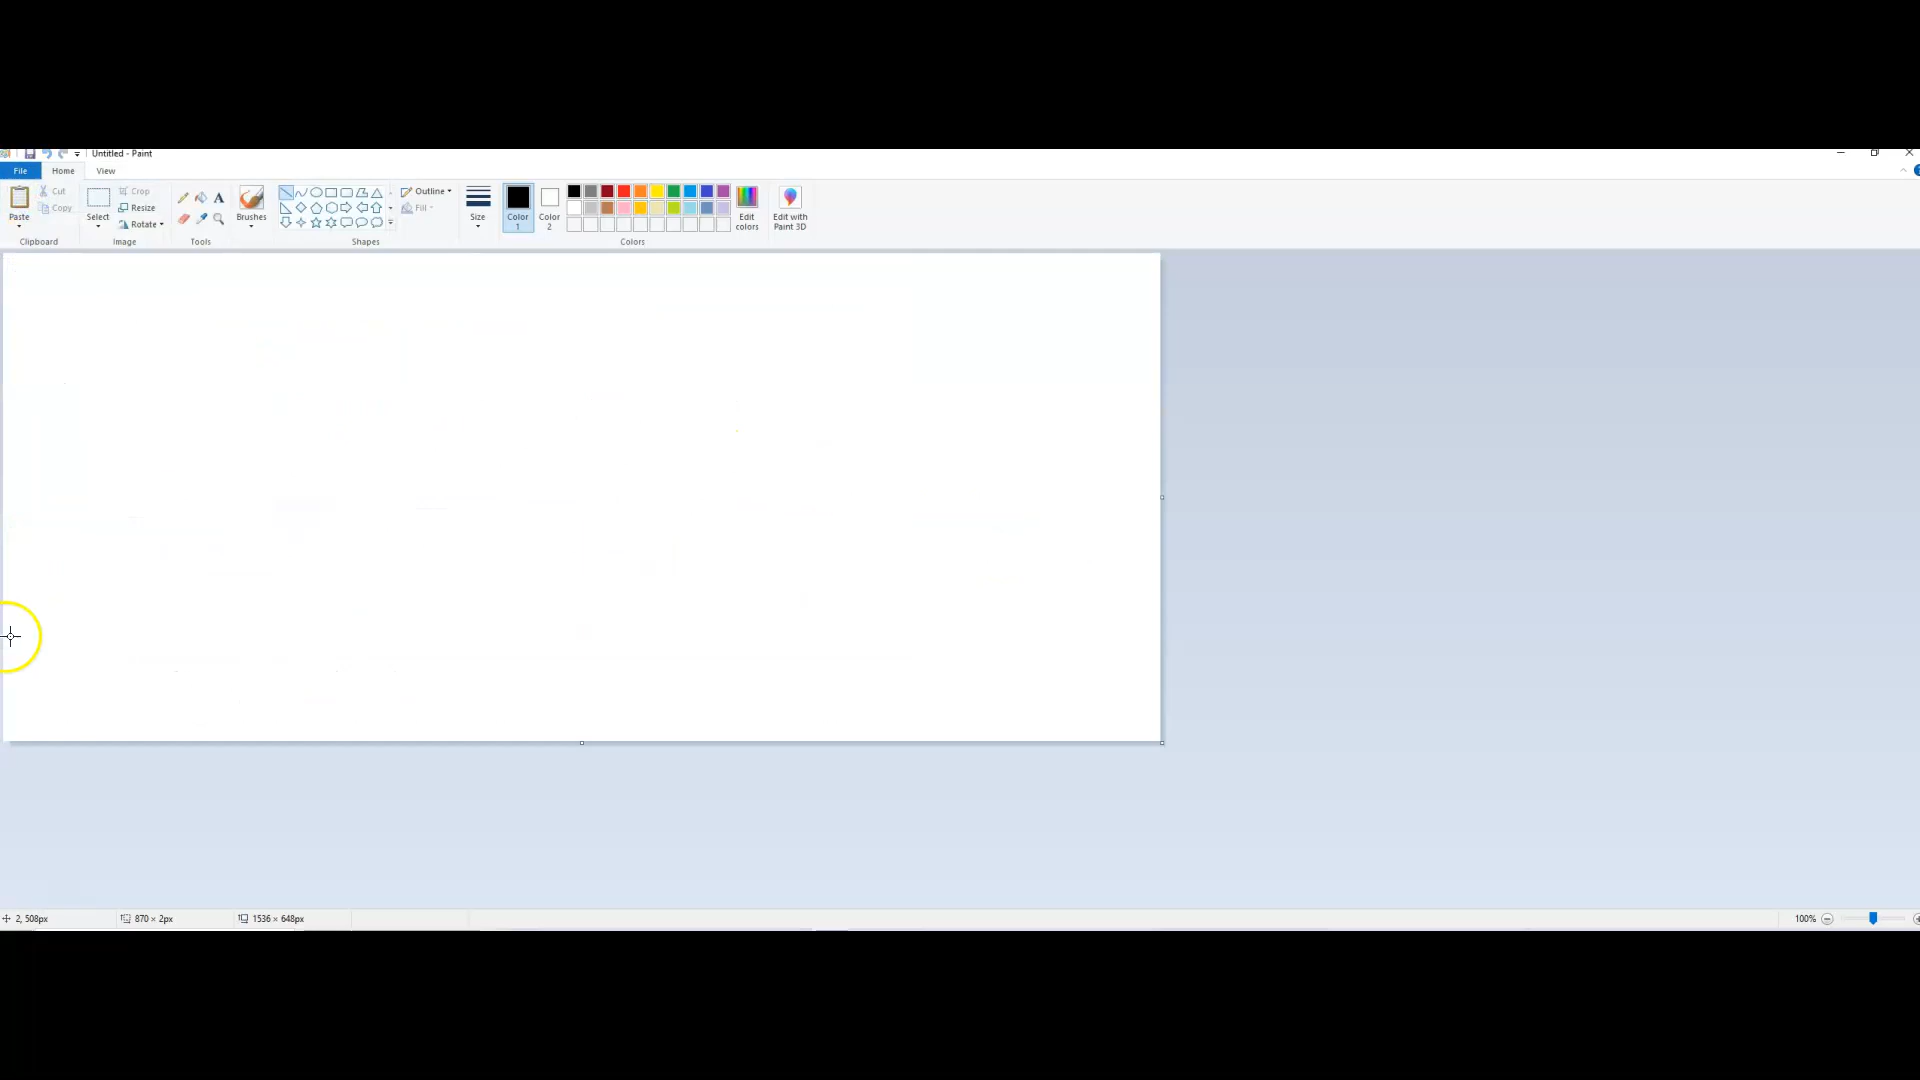 Untitled - Paint
File Home View
Paste
Cut
Copy
Clipboard
Select
Crop
Resize
Rotate
Image
Tools
Brushes
Shapes
Outline
Fill
Size
Color 1
Color 2
Edit colors
Colors
Edit with Paint 3D
2, 508px
870 × 2px
1536 × 648px
100%